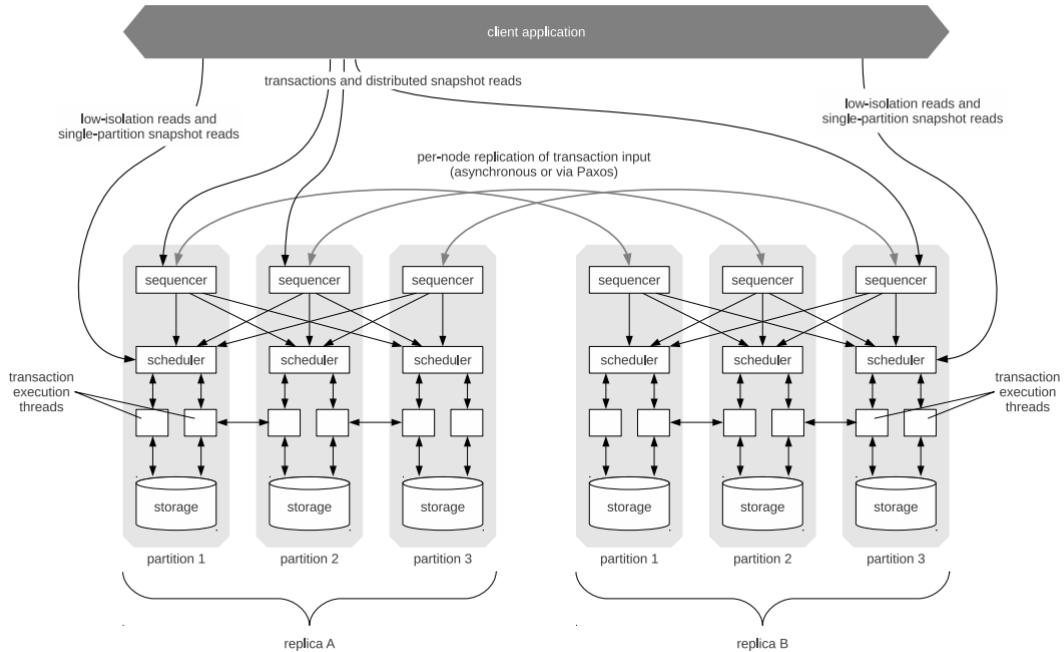 client application
transactions and distributed snapshot reads
low-isolation reads and
single-partition snapshot reads
low-isolation reads and
single-partition snapshot reads
per-node replication of transaction input
(asynchronous or via Paxos)
sequencer
sequencer
sequencer
sequencer
sequencer
sequencer
scheduler
scheduler
scheduler
scheduler
scheduler
scheduler
transaction
execution
threads
transaction
execution
threads
storage
storage
storage
storage
storage
storage
partition 1
partition 2
partition 3
partition 1
partition 2
partition 3
replica A
replica B